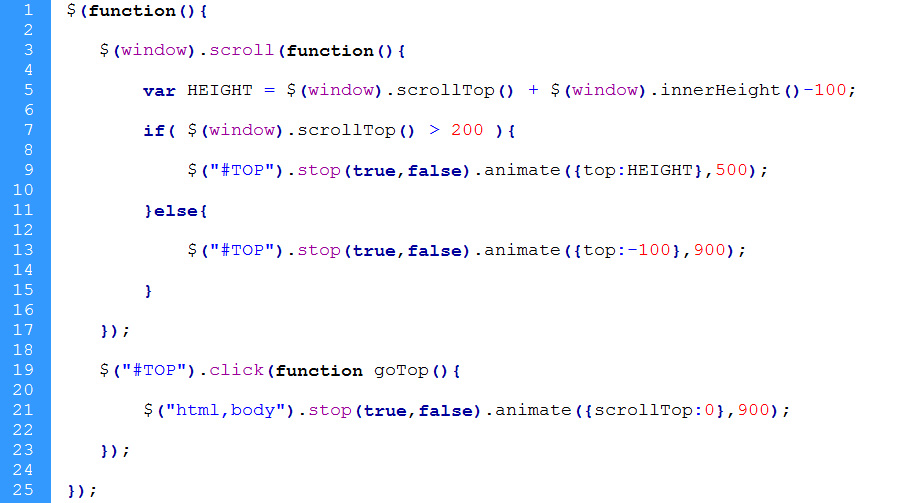 1 $(function(){
2
3 $(window).scroll(function(){
4
5 var HEIGHT = $(window).scrollTop() + $(window).innerHeight()-100;
6
7 if( $(window).scrollTop() > 200 ){
8
9 $("#TOP").stop(true,false).animate({top:HEIGHT},500);
10
11 }else{
12
13 $("#TOP").stop(true,false).animate({top:-100},900);
14
15 }
16
17 });
18
19 $("#TOP").click(function goTop(){
20
21 $("html,body").stop(true,false).animate({scrollTop:0},900);
22
23 });
24
25 });